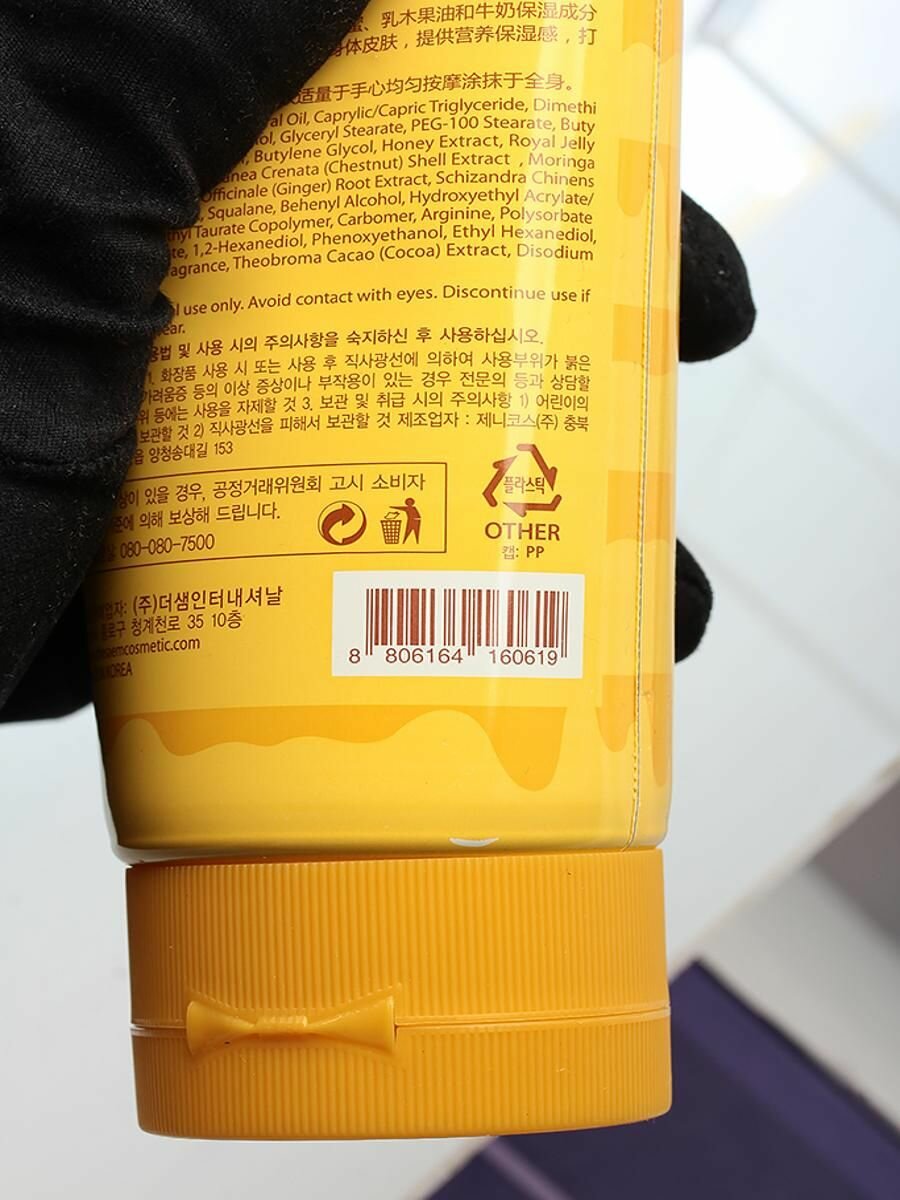 、乳木果油和牛奶保湿成分
身体皮肤，提供营养保湿感，打
适量于手心均匀按摩涂抹于全身。
Oil, Caprylic/Capric Triglyceride, Dimethi
Glyceryl Stearate, PEG-100 Stearate, Buty
Butylene Glycol, Honey Extract, Royal Jelly
Crenata (Chestnut) Shell Extract , Moringa
Officinale (Ginger) Root Extract, Schizandra Chinens
Squalane, Behenyl Alcohol, Hydroxyethyl Acrylate/
Taurate Copolymer, Carbomer, Arginine, Polysorbate
1,2-Hexanediol, Phenoxyethanol, Ethyl Hexanediol,
agrance, Theobroma Cacao (Cocoa) Extract, Disodium
use only. Avoid contact with eyes. Discontinue use if
ear.
용법 및 사용 시의 주의사항을 숙지하신 후 사용하십시오.
1. 화장품 사용 시 또는 사용 후 직사광선에 의하여 사용부위가 붉은
가려움증 등의 이상 증상이나 부작용이 있는 경우 전문의 등과 상담할
위 등에는 사용을 자제할 것 3. 보관 및 취급 시의 주의사항 1) 어린이의
보관할 것 2) 직사광선을 피해서 보관할 것 제조업자 : 제니코스(주) 충북
읍 양청송대길 153
상이 있을 경우, 공정거래위원회 고시 소비자
준에 의해 보상해 드립니다.
080-080-7500
플라스틱
OTHER
캡: PP
업자: (주)더샘인터내셔날
종로구 청계천로 35 10층
saemcosmetic.com
KOREA
8 806164 160619